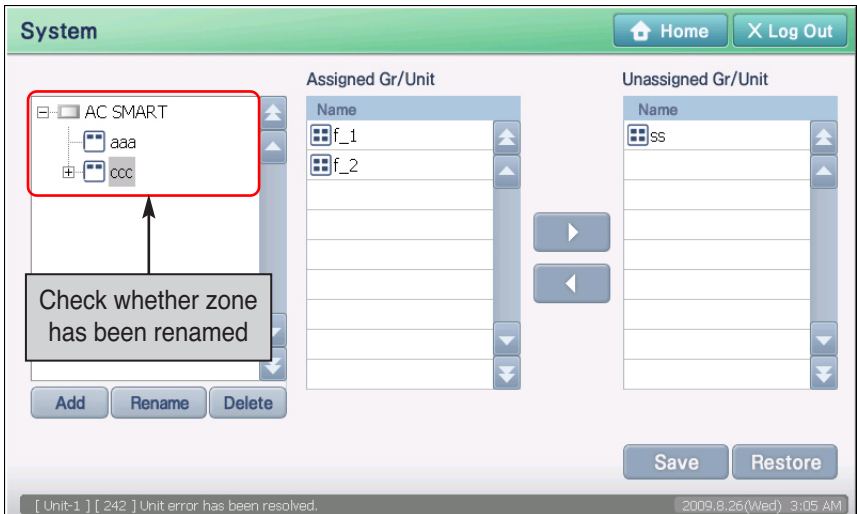 System
Home
X Log Out
Assigned Gr/Unit
Unassigned Gr/Unit
AC SMART
aaa
ccc
Name
f_1
f_2
Name
ss
Check whether zone
has been renamed
Add
Rename
Delete
Save
Restore
[ Unit-1 ] [ 242 ] Unit error has been resolved.
2009.8.26(Wed) 3:05 AM